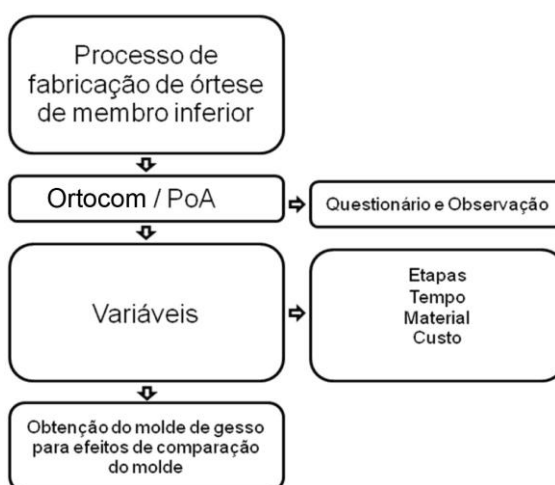 Processo de
fabricação de órtese
de membro inferior
Ortocom / PoA
Questionário e Observação
Variáveis
Etapas
Tempo
Material
Custo
Obtenção do molde de gesso
para efeitos de comparação
do molde